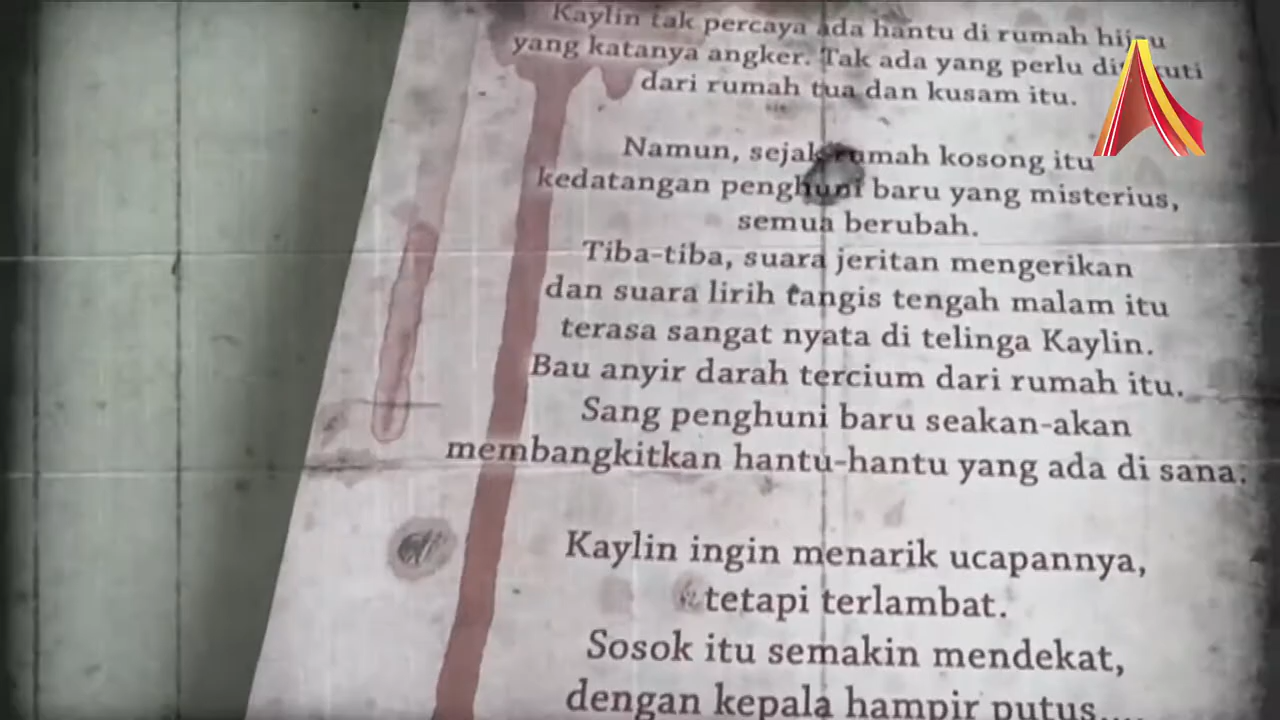 Kaylin tak percaya ada hantu di rumah hijau
yang katanya angker. Tak ada yang perlu ditakuti
dari rumah tua dan kusam itu.
Namun, sejak rumah kosong itu
kedatangan penghuni baru yang misterius,
semua berubah.
Tiba-tiba, suara jeritan mengerikan
dan suara lirih tangis tengah malam itu
terasa sangat nyata di telinga Kaylin.
Bau anyir darah tercium dari rumah itu.
Sang penghuni baru seakan-akan
membangkitkan hantu-hantu yang ada di sana.
Kaylin ingin menarik ucapannya,
tetapi terlambat.
Sosok itu semakin mendekat,
dengan kepala hampir putus....